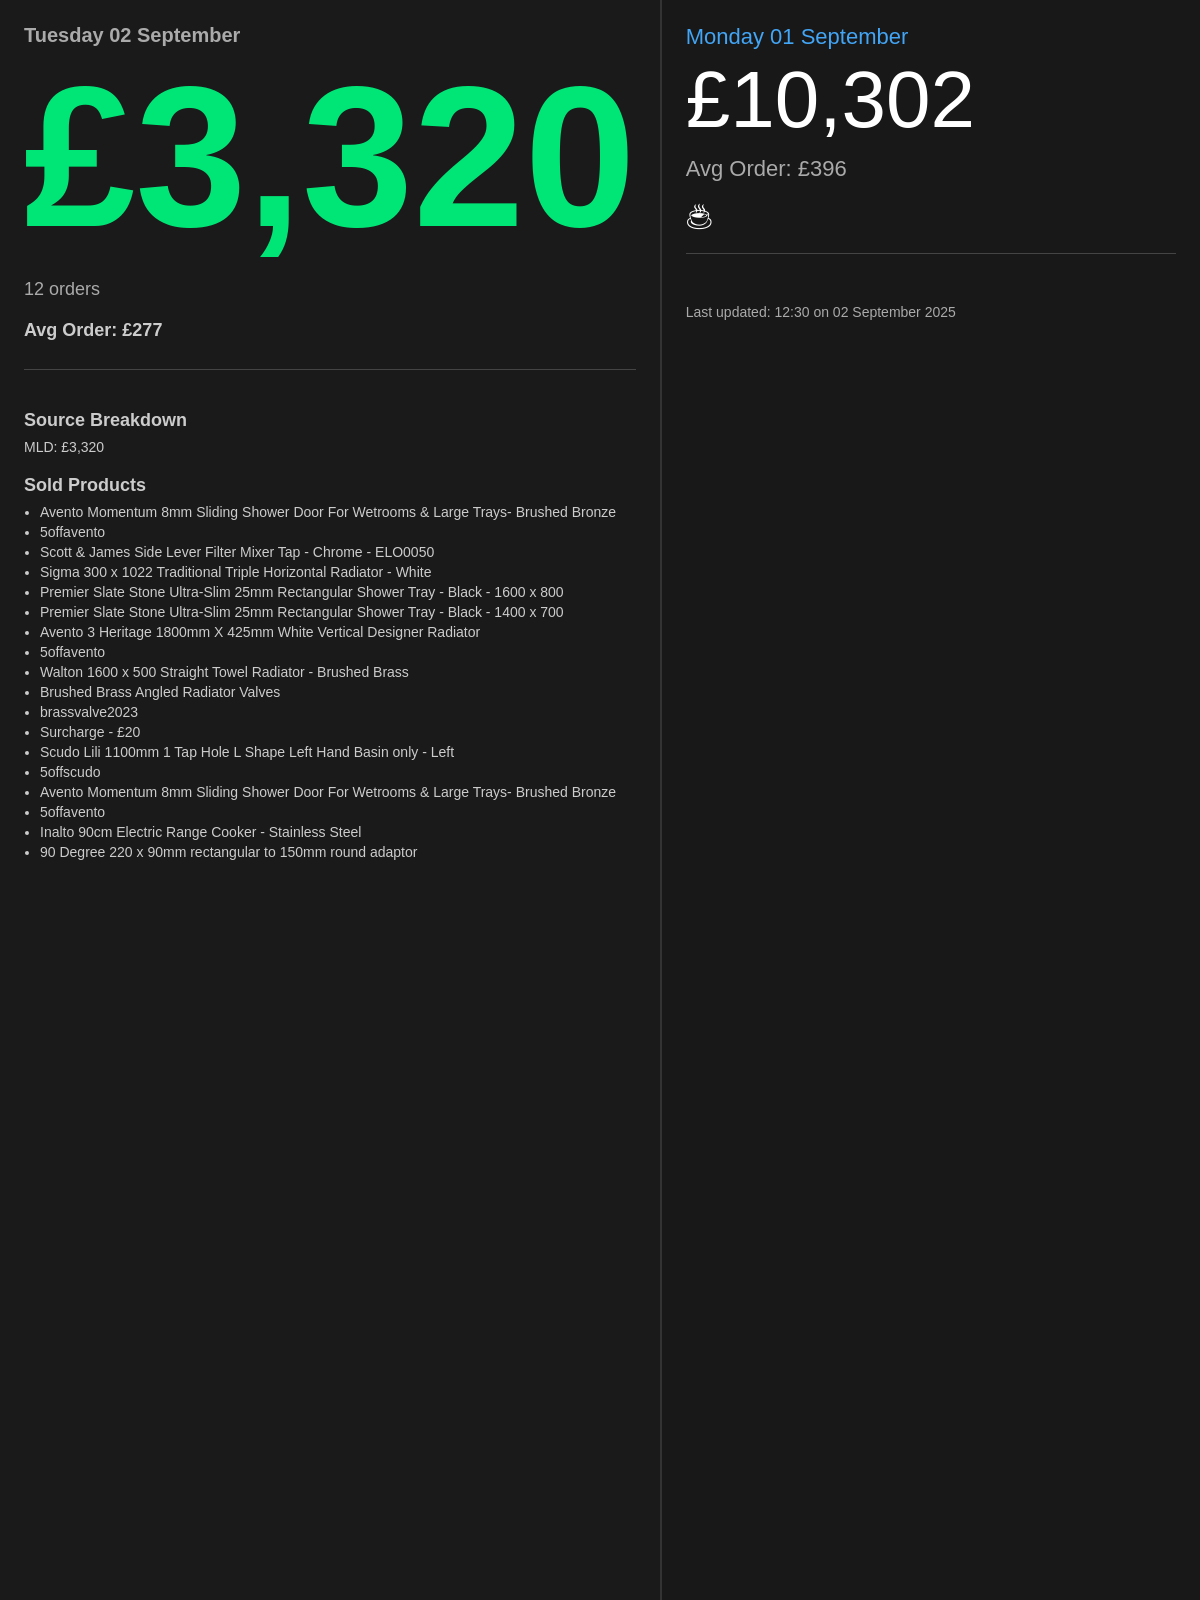 Tuesday 02 September
£3,320
12 orders
Avg Order: £277
Source Breakdown
MLD: £3,320
Sold Products
• Avento Momentum 8mm Sliding Shower Door For Wetrooms & Large Trays- Brushed Bronze
• 5offavento
• Scott & James Side Lever Filter Mixer Tap - Chrome - ELO0050
• Sigma 300 x 1022 Traditional Triple Horizontal Radiator - White
• Premier Slate Stone Ultra-Slim 25mm Rectangular Shower Tray - Black - 1600 x 800
• Premier Slate Stone Ultra-Slim 25mm Rectangular Shower Tray - Black - 1400 x 700
• Avento 3 Heritage 1800mm X 425mm White Vertical Designer Radiator
• 5offavento
• Walton 1600 x 500 Straight Towel Radiator - Brushed Brass
• Brushed Brass Angled Radiator Valves
• brassvalve2023
• Surcharge - £20
• Scudo Lili 1100mm 1 Tap Hole L Shape Left Hand Basin only - Left
• 5offscudo
• Avento Momentum 8mm Sliding Shower Door For Wetrooms & Large Trays- Brushed Bronze
• 5offavento
• Inalto 90cm Electric Range Cooker - Stainless Steel
• 90 Degree 220 x 90mm rectangular to 150mm round adaptor
Monday 01 September
£10,302
Avg Order: £396
☕
Last updated: 12:30 on 02 September 2025